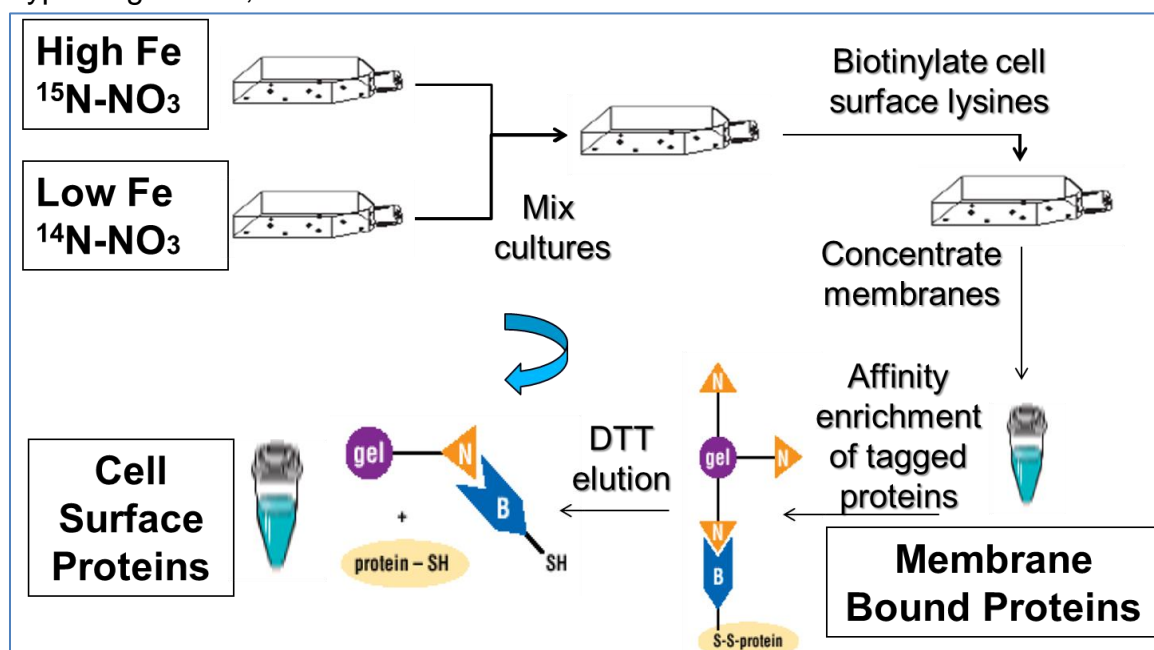 High Fe
¹⁵N-NO₃
Low Fe
¹⁴N-NO₃
Mix
cultures
Biotinylate cell
surface lysines
Concentrate
membranes
Affinity
enrichment
of tagged
proteins
Membrane
Bound Proteins
N
gel
N
N
B
S-S-protein
DTT
elution
gel
N
B
SH
+
protein – SH
Cell
Surface
Proteins